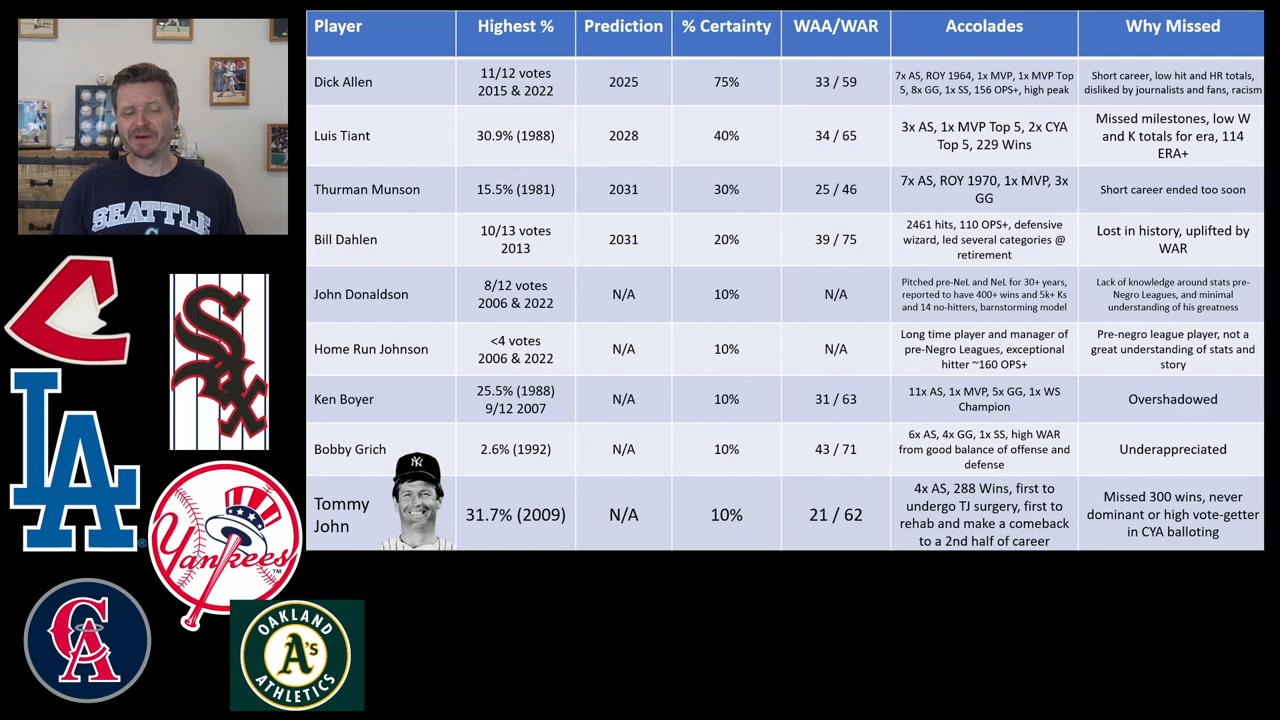 Player
Highest %
Prediction
% Certainty
WAA/WAR
Accolades
Why Missed
Dick Allen
11/12 votes
2015 & 2022
2025
75%
33 / 59
7x AS, ROY 1964, 1x MVP, 1x MVP Top
5, 8x GG, 1x SS, 156 OPS+, high peak
Short career, low hit and HR totals,
disliked by journalists and fans, racism
Luis Tiant
30.9% (1988)
2028
40%
34 / 65
3x AS, 1x MVP Top 5, 2x CYA
Top 5, 229 Wins
Missed milestones, low W
and K totals for era, 114
ERA+
Thurman Munson
15.5% (1981)
2031
30%
25 / 46
7x AS, ROY 1970, 1x MVP, 3x
GG
Short career ended too soon
Bill Dahlen
10/13 votes
2013
2031
20%
39 / 75
2461 hits, 110 OPS+, defensive
wizard, led several categories @
retirement
Lost in history, uplifted by
WAR
John Donaldson
8/12 votes
2006 & 2022
N/A
10%
N/A
Pitched pre-NeL and NeL for 30+ years,
reported to have 400+ wins and 5k+ Ks
and 14 no-hitters, barnstorming model
Lack of knowledge around stats pre-
Negro Leagues, and minimal
understanding of his greatness
Home Run Johnson
<4 votes
2006 & 2022
N/A
10%
N/A
Long time player and manager of
pre-Negro Leagues, exceptional
hitter ~160 OPS+
Pre-negro league player, not a
great understanding of stats and
story
Ken Boyer
25.5% (1988)
9/12 2007
N/A
10%
31 / 63
11x AS, 1x MVP, 5x GG, 1x WS
Champion
Overshadowed
Bobby Grich
2.6% (1992)
N/A
10%
43 / 71
6x AS, 4x GG, 1x SS, high WAR
from good balance of offense and
defense
Underappreciated
Tommy
John
31.7% (2009)
N/A
10%
21 / 62
4x AS, 288 Wins, first to
undergo TJ surgery, first to
rehab and make a comeback
to a 2nd half of career
Missed 300 wins, never
dominant or high vote-getter
in CYA balloting
SEATTLE
C
Sox
LA
®
Yankees
TM
CA
OAKLAND
A's
ATHLETICS
NY